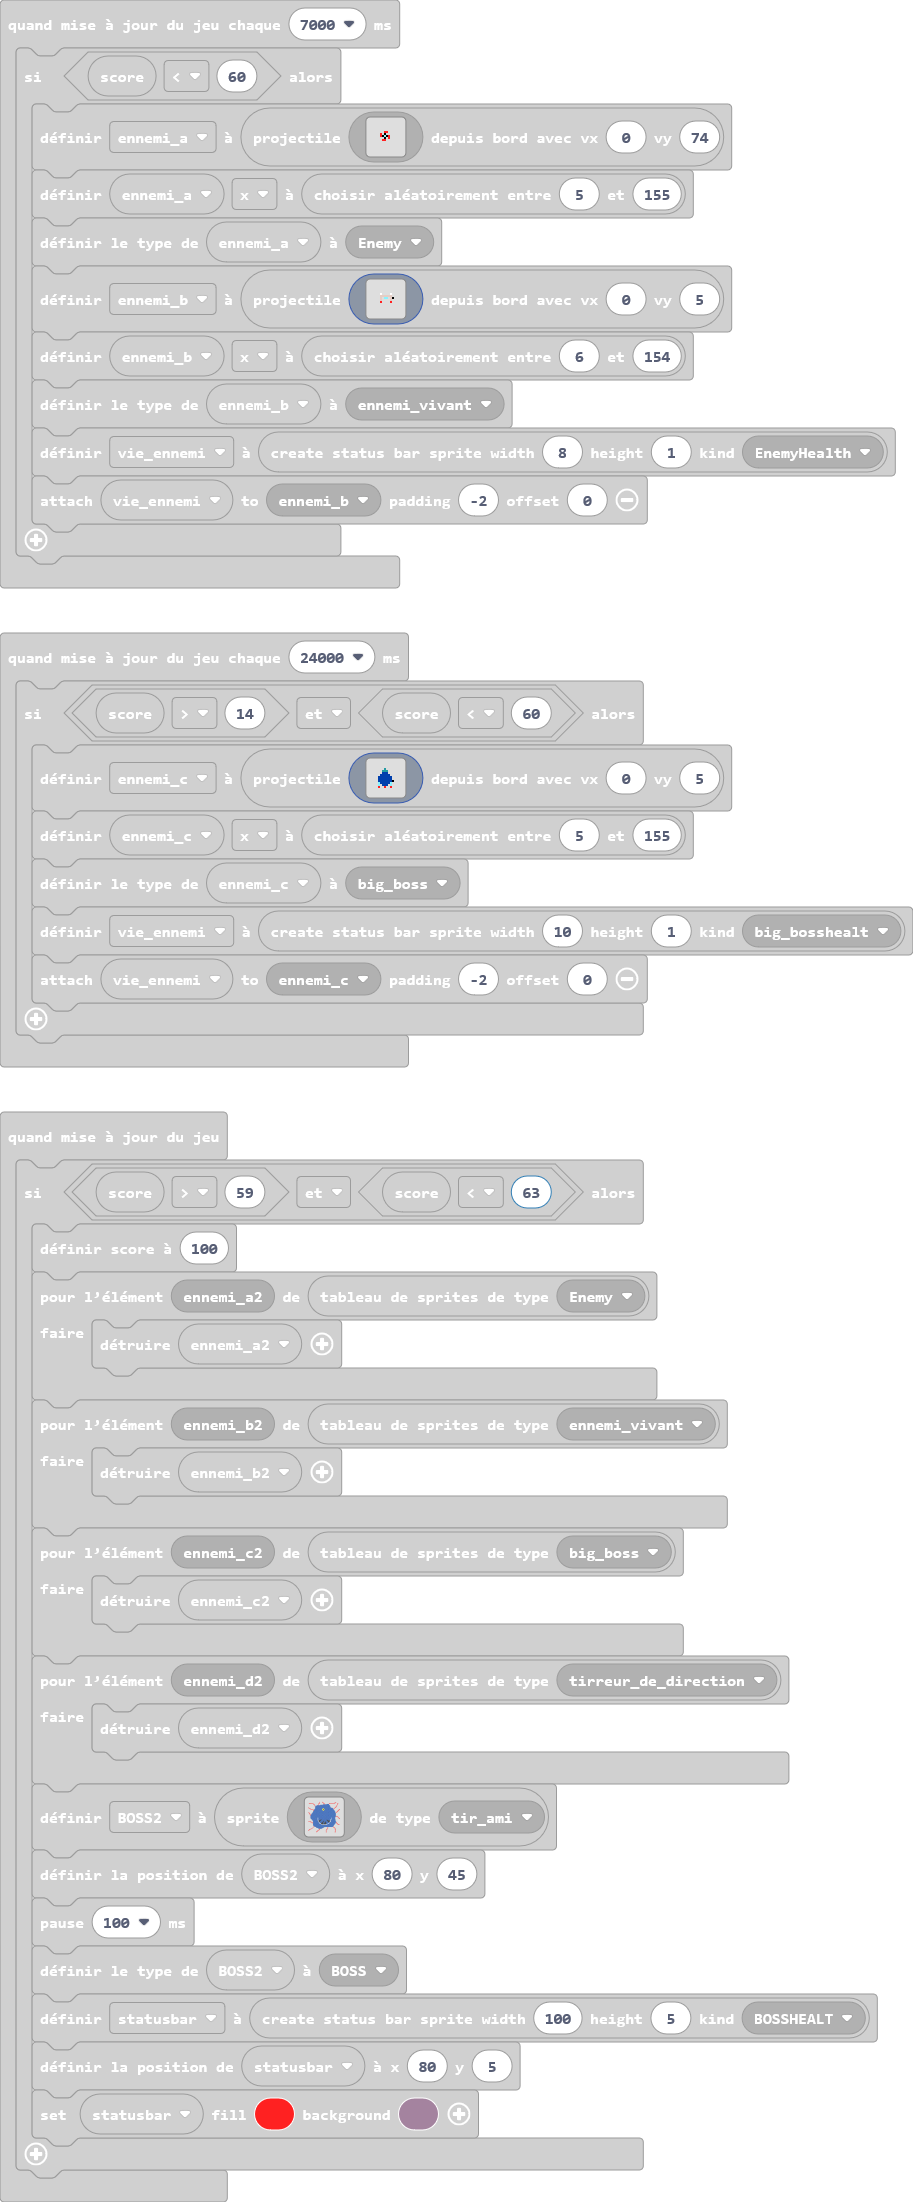 quand mise à jour du jeu chaque 7000 ms
si score < 60 alors
définir ennemi_a à projectile depuis bord avec vx 0 vy 74
définir ennemi_a x à choisir aléatoirement entre 5 et 155
définir le type de ennemi_a à Enemy
définir ennemi_b à projectile depuis bord avec vx 0 vy 5
définir ennemi_b x à choisir aléatoirement entre 6 et 154
définir le type de ennemi_b à ennemi_vivant
définir vie_ennemi à create status bar sprite width 8 height 1 kind EnemyHealth
attach vie_ennemi to ennemi_b padding -2 offset 0
quand mise à jour du jeu chaque 24000 ms
si score > 14 et score < 60 alors
définir ennemi_c à projectile depuis bord avec vx 0 vy 5
définir ennemi_c x à choisir aléatoirement entre 5 et 155
définir le type de ennemi_c à big_boss
définir vie_ennemi à create status bar sprite width 10 height 1 kind big_bosshealt
attach vie_ennemi to ennemi_c padding -2 offset 0
quand mise à jour du jeu
si score > 59 et score < 63 alors
définir score à 100
pour l'élément ennemi_a2 de tableau de sprites de type Enemy
faire détruire ennemi_a2
pour l'élément ennemi_b2 de tableau de sprites de type ennemi_vivant
faire détruire ennemi_b2
pour l'élément ennemi_c2 de tableau de sprites de type big_boss
faire détruire ennemi_c2
pour l'élément ennemi_d2 de tableau de sprites de type tirreur_de_direction
faire détruire ennemi_d2
définir BOSS2 à sprite de type tir_ami
définir la position de BOSS2 à x 80 y 45
pause 100 ms
définir le type de BOSS2 à BOSS
définir statusbar à create status bar sprite width 100 height 5 kind BOSSHEALT
définir la position de statusbar à x 80 y 5
set statusbar fill background